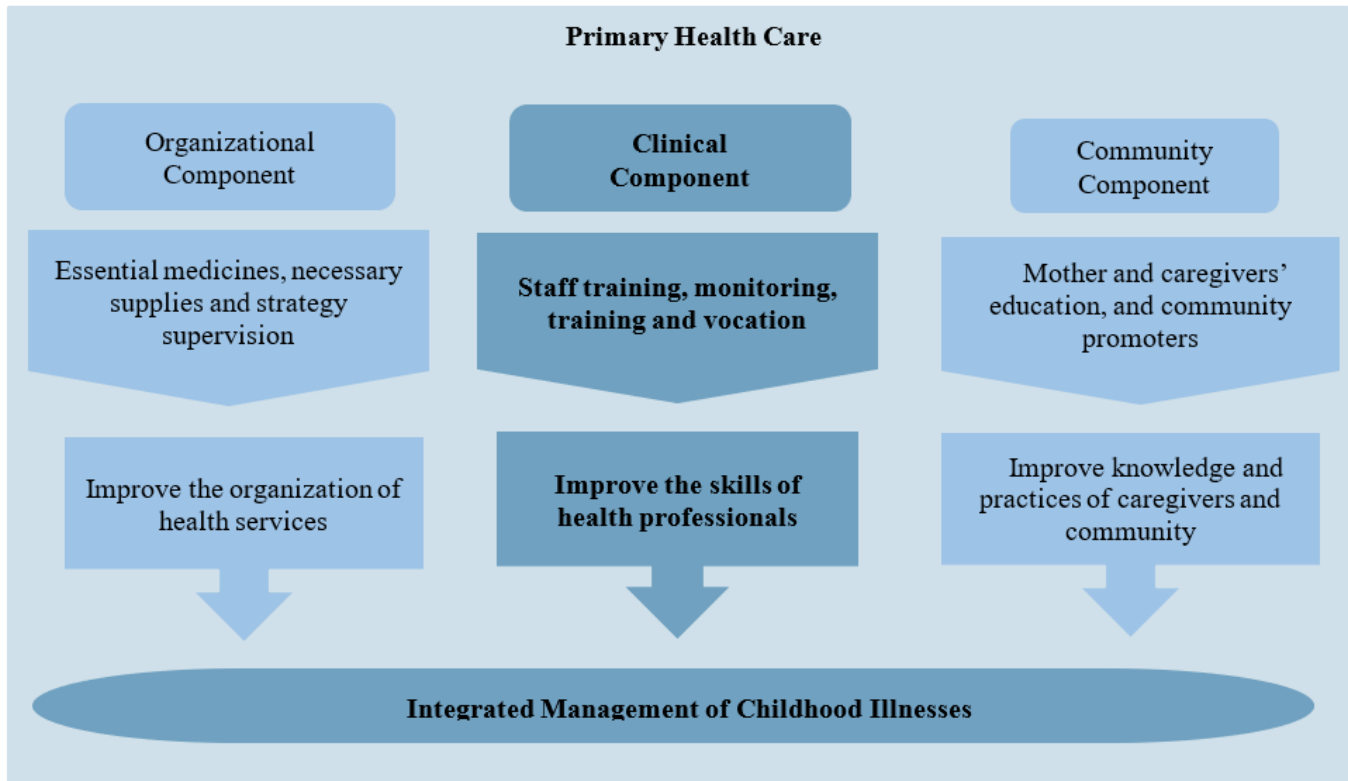 Primary Health Care
Organizational
Component
Essential medicines, necessary
supplies and strategy
supervision
Improve the organization of
health services
Clinical
Component
Staff training, monitoring,
training and vocation
Improve the skills of
health professionals
Community
Component
Mother and caregivers’
education, and community
promoters
Improve knowledge and
practices of caregivers and
community
Integrated Management of Childhood Illnesses